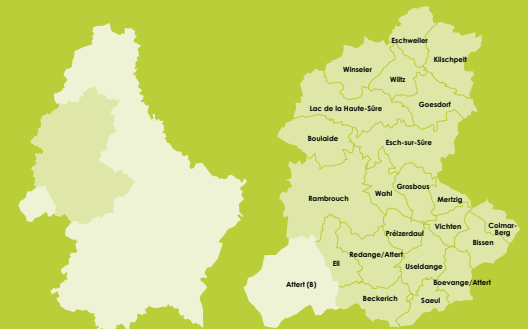 Eschweiler
Kiischpelt
Winseler
Wiltz
Goesdorf
Lac de la Haute-Sûre
Boulaide
Esch-sur-Sûre
Grosbous
Wahl
Rambrouch
Mertzig
Vichten
Colmar-
Berg
Préizerdaul
Bissen
Redange/Attert
Ell
Useldange
Attert (B)
Boevange/Attert
Beckerich
Saeul